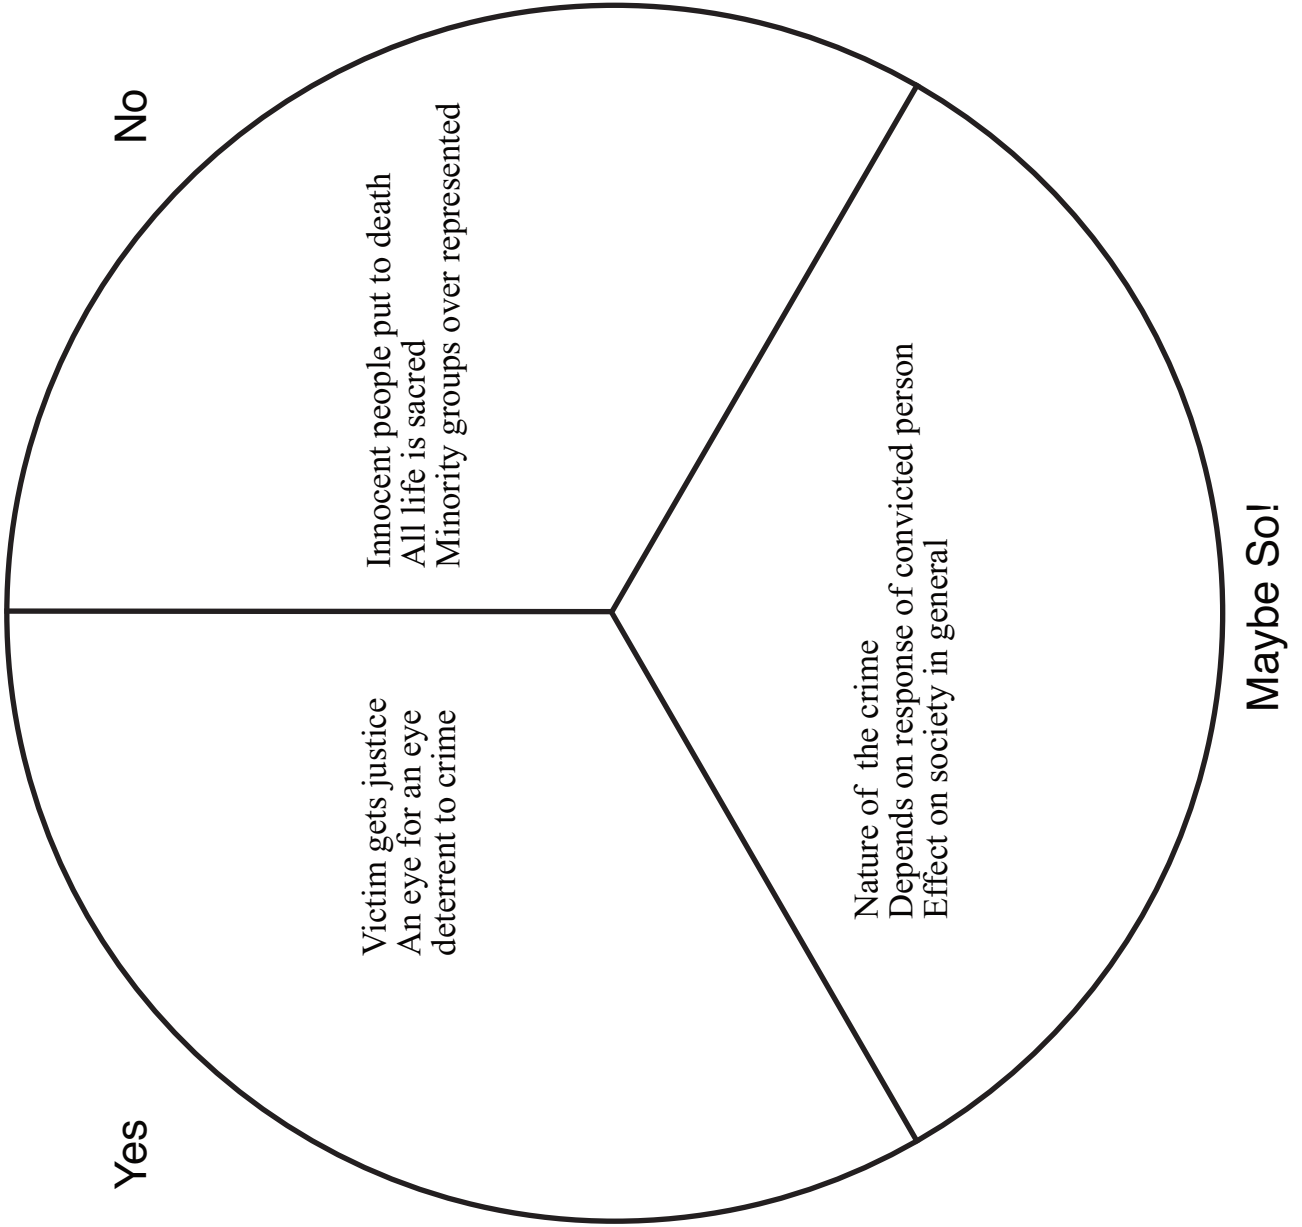 Yes
No
Victim gets justice
An eye for an eye
deterrent to crime
Innocent people put to death
All life is sacred
Minority groups over represented
Nature of  the crime
Depends on response of convicted person
Effect on society in general
Maybe So!